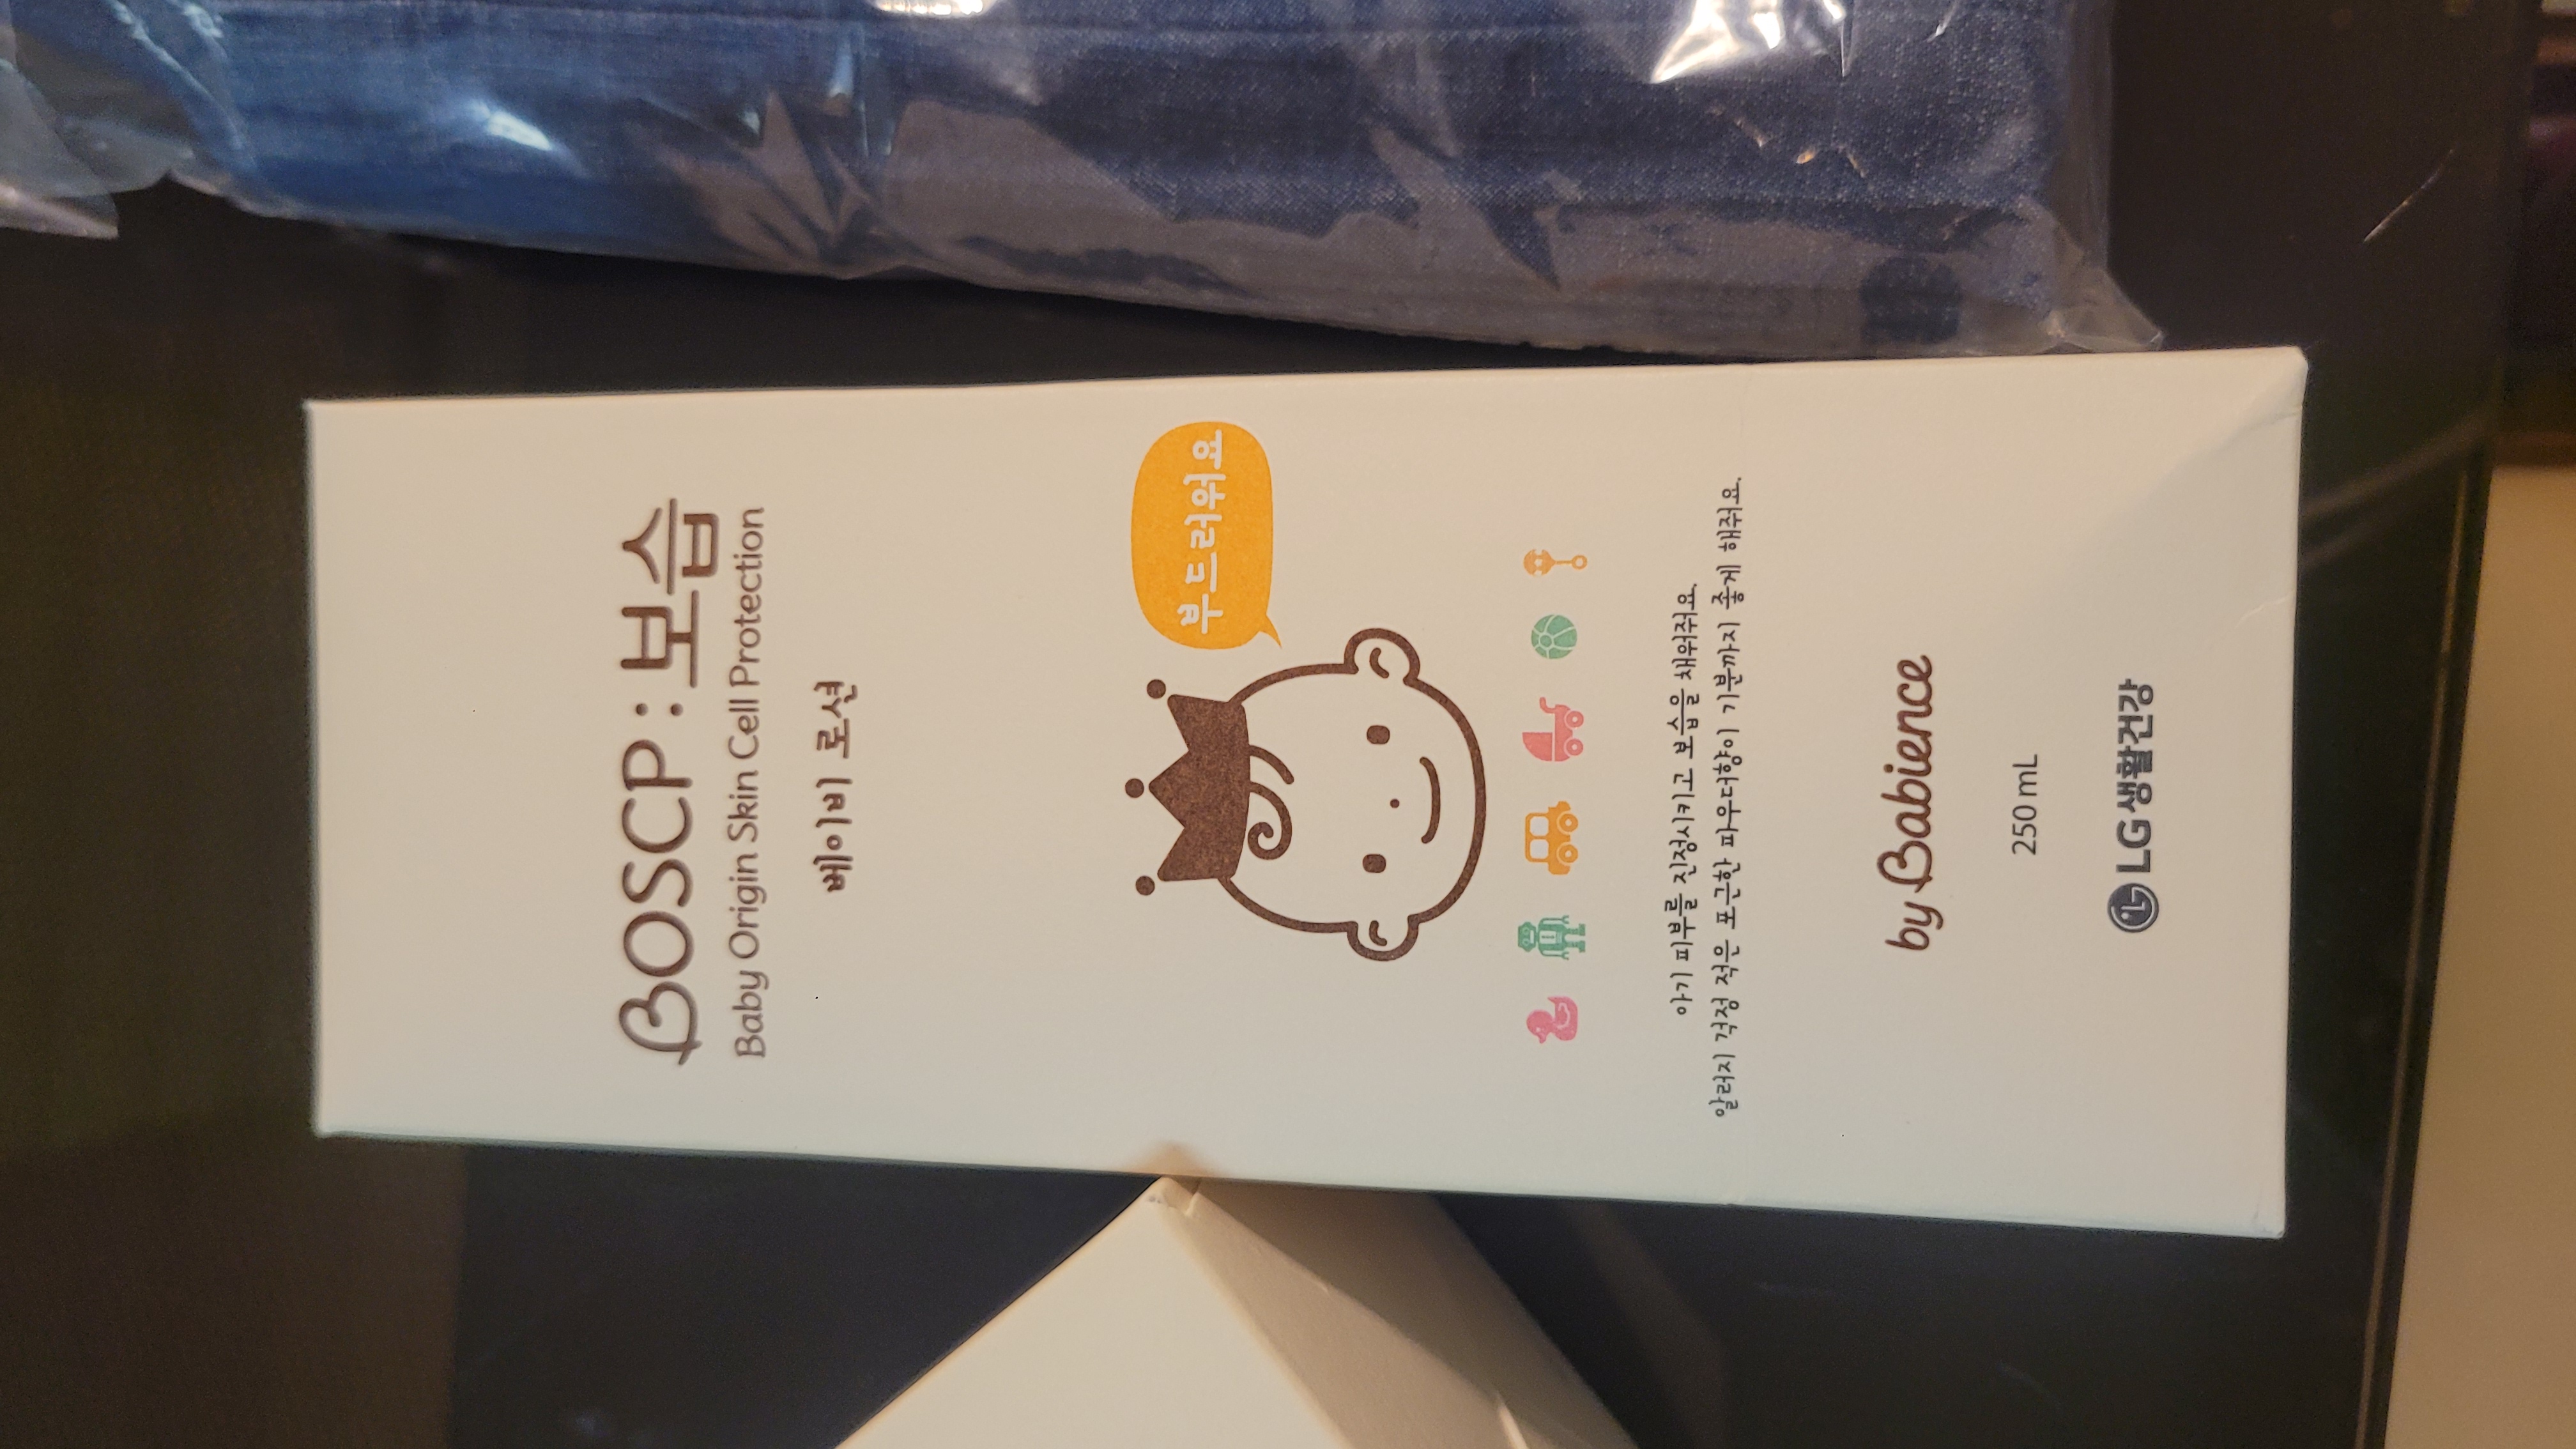 BOSCP:보습
Baby Origin Skin Cell Protection
베이비 로션
부드러워요
아기 피부를 진정시키고 보습을 채워줘요.
알러지 걱정 적은 포근한 파우더향이 기분까지 좋게 해줘요.
by Babience
250 mL
LG생활건강